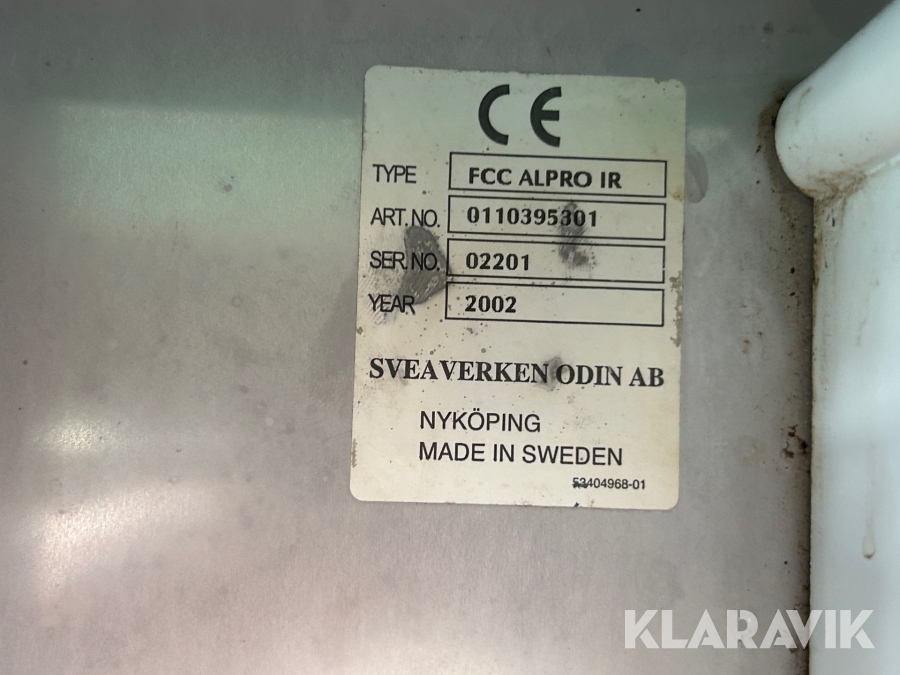 CE
TYPE FCC ALPRO IR
ART. NO. 0110395301
SER. NO. 02201
YEAR 2002
SVEAVERKEN ODIN AB
NYKÖPING
MADE IN SWEDEN
53404968-01
KLARAVIK